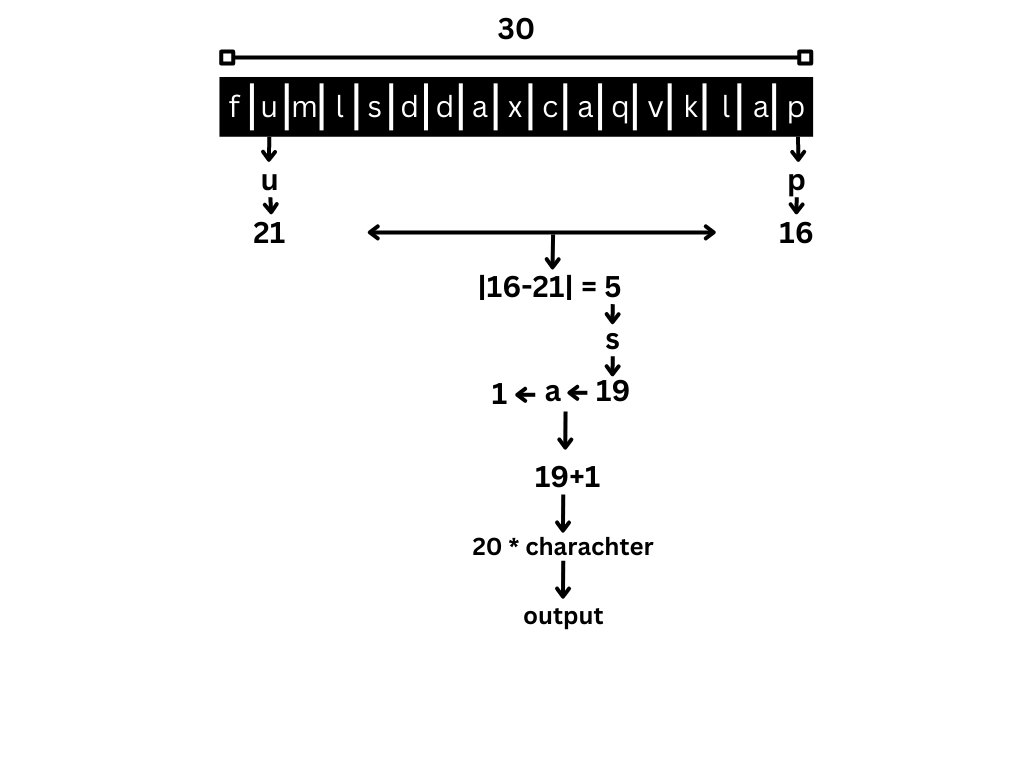 30
f u m l s d d a x c a q v k l a p
u p
21 16
|16-21| = 5
s
1 a 19
19+1
20 * charachter
output